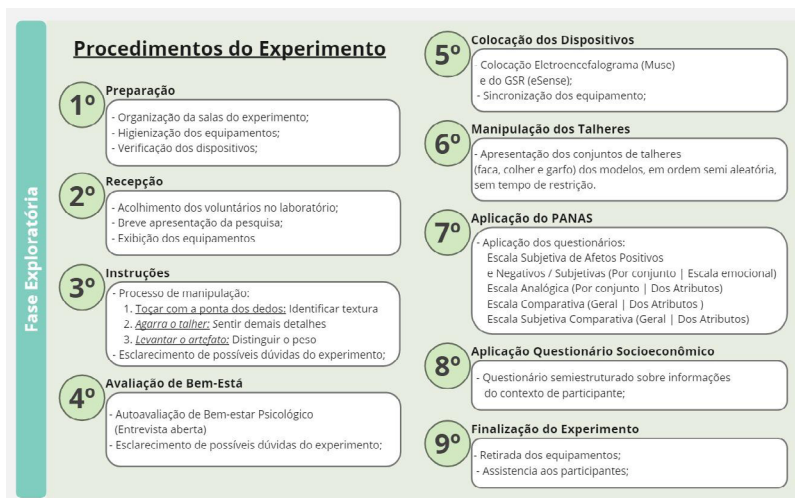 Fase Exploratória
Procedimentos do Experimento
1º
Preparação
- Organização da salas do experimento;
- Higienização dos equipamentos;
- Verificação dos dispositivos;
2º
Recepção
- Acolhimento dos voluntários no laboratório;
- Breve apresentação da pesquisa;
- Exibição dos equipamentos
3º
Instruções
- Processo de manipulação:
1. Toçar com a ponta dos dedos: Identificar textura
2. Agarra o talher: Sentir demais detalhes
3. Levantar o artefato: Distinguir o peso
- Esclarecimento de possíveis dúvidas do experimento;
4º
Avaliação de Bem-Está
- Autoavaliação de Bem-estar Psicológico
(Entrevista aberta)
- Esclarecimento de possíveis dúvidas do experimento;
5º
Colocação dos Dispositivos
- Colocação Eletroencefalograma (Muse)
e do GSR (eSense);
- Sincronização dos equipamento;
6º
Manipulação dos Talheres
- Apresentação dos conjuntos de talheres
(faca, colher e garfo) dos modelos, em ordem semi aleatória,
sem tempo de restrição.
7º
Aplicação do PANAS
- Aplicação dos questionários:
Escala Subjetiva de Afetos Positivos
e Negativos / Subjetivas (Por conjunto | Escala emocional)
Escala Analógica (Por conjunto | Dos Atributos)
Escala Comparativa (Geral | Dos Atributos )
Escala Subjetiva Comparativa (Geral | Dos Atributos)
8º
Aplicação Questionário Socioeconômico
- Questionário semiestruturado sobre informações
do contexto de participante;
9º
Finalização do Experimento
- Retirada dos equipamentos;
- Assistencia aos participantes;